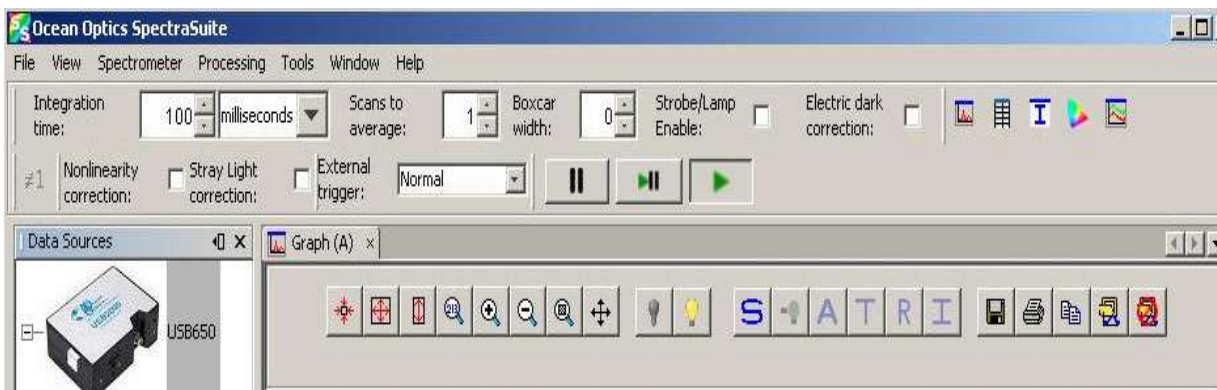 Ocean Optics SpectraSuite
File View Spectrometer Processing Tools Window Help
Integration time: 100 milliseconds Scans to average: 1 Boxcar width: 0 Strobe/Lamp Enable: Electric dark correction:
≠1 Nonlinearity correction: Stray Light correction: External trigger: Normal
Data Sources Graph (A)
USB650
S A T R I